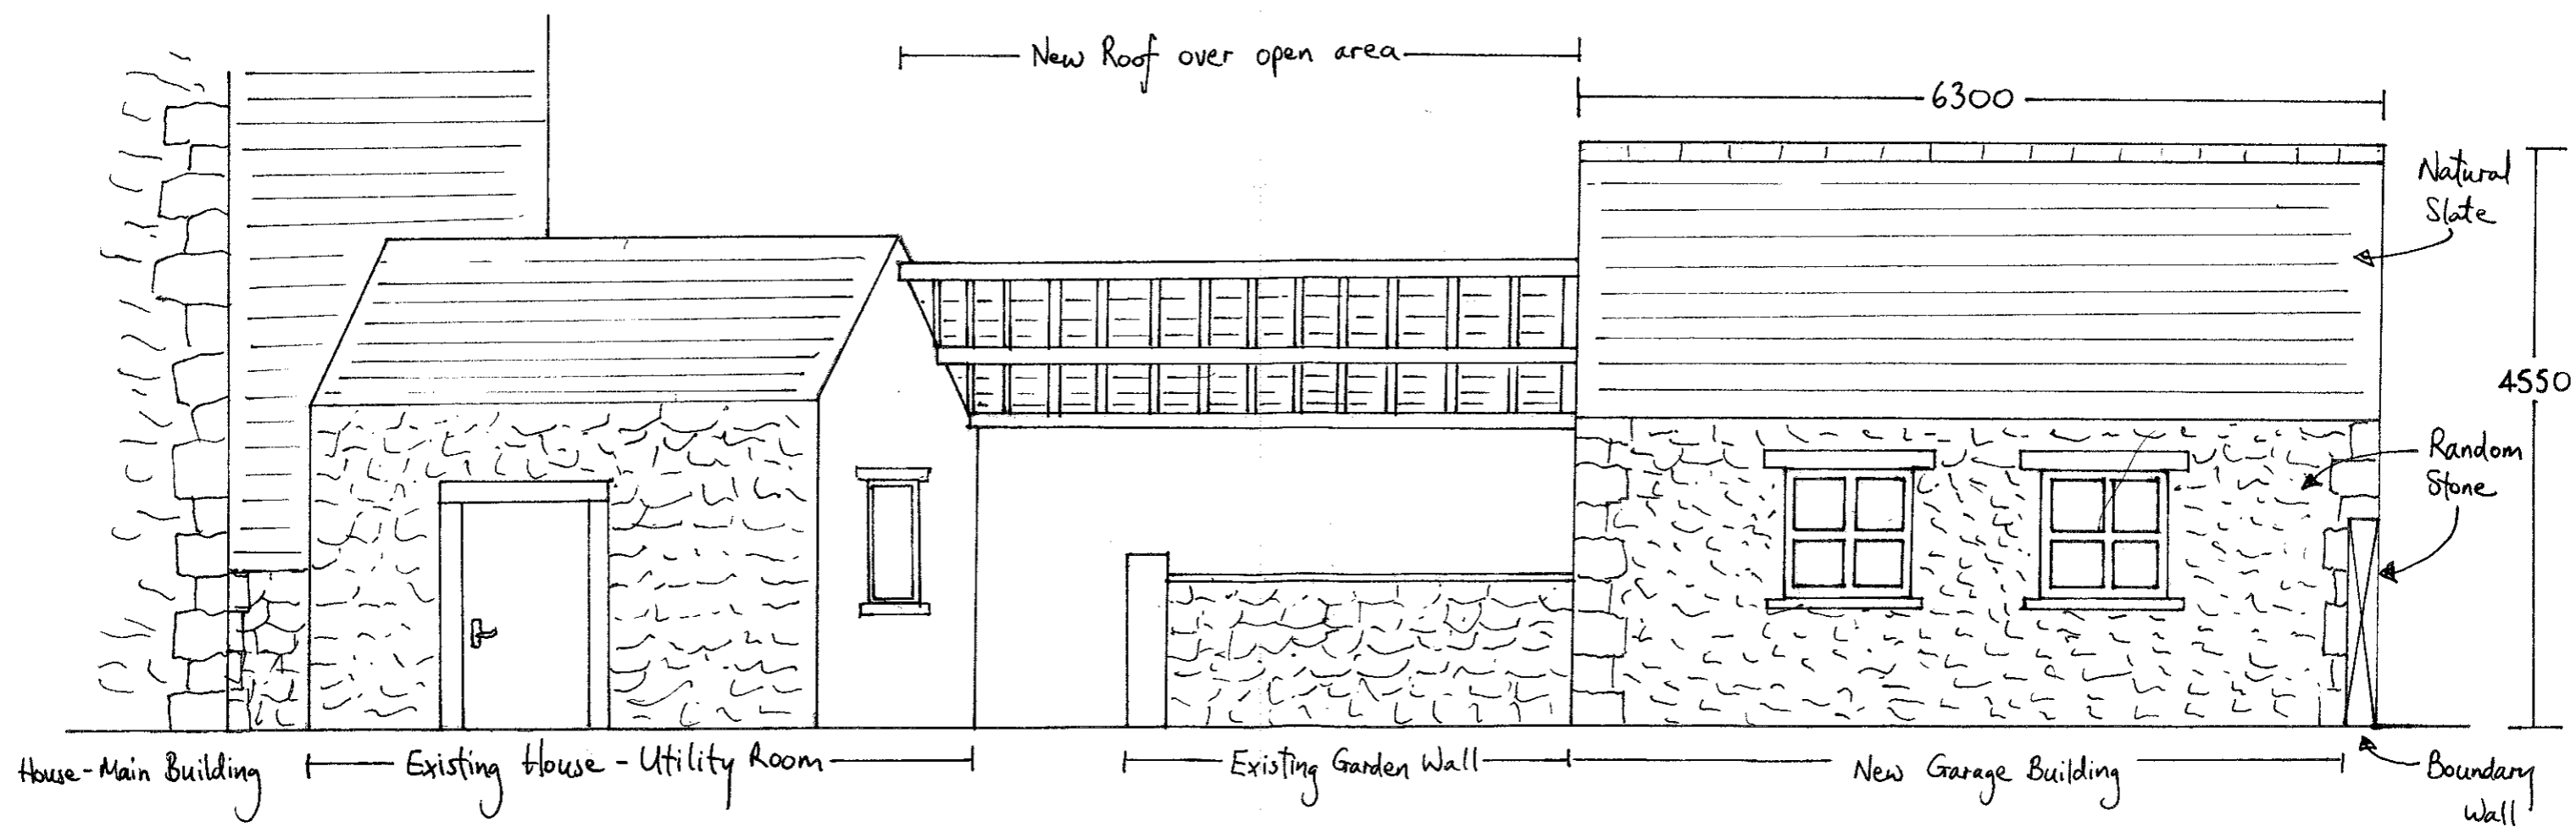 New Roof over open area
6300
Natural
Slate
4550
Random
Stone
House-Main Building
Existing House - Utility Room
Existing Garden Wall
New Garage Building
Boundary
Wall